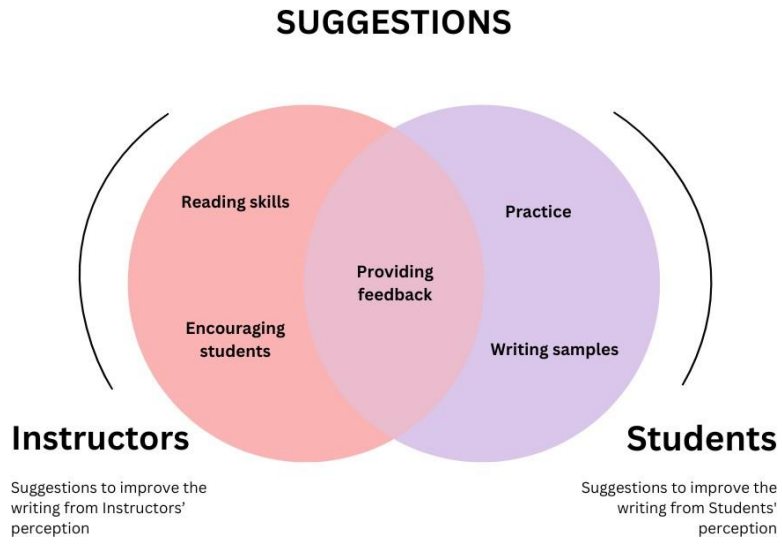 SUGGESTIONS
Reading skills
Practice
Providing
feedback
Encouraging
students
Writing samples
Instructors
Suggestions to improve the
writing from Instructors’
perception
Students
Suggestions to improve the
writing from Students'
perception